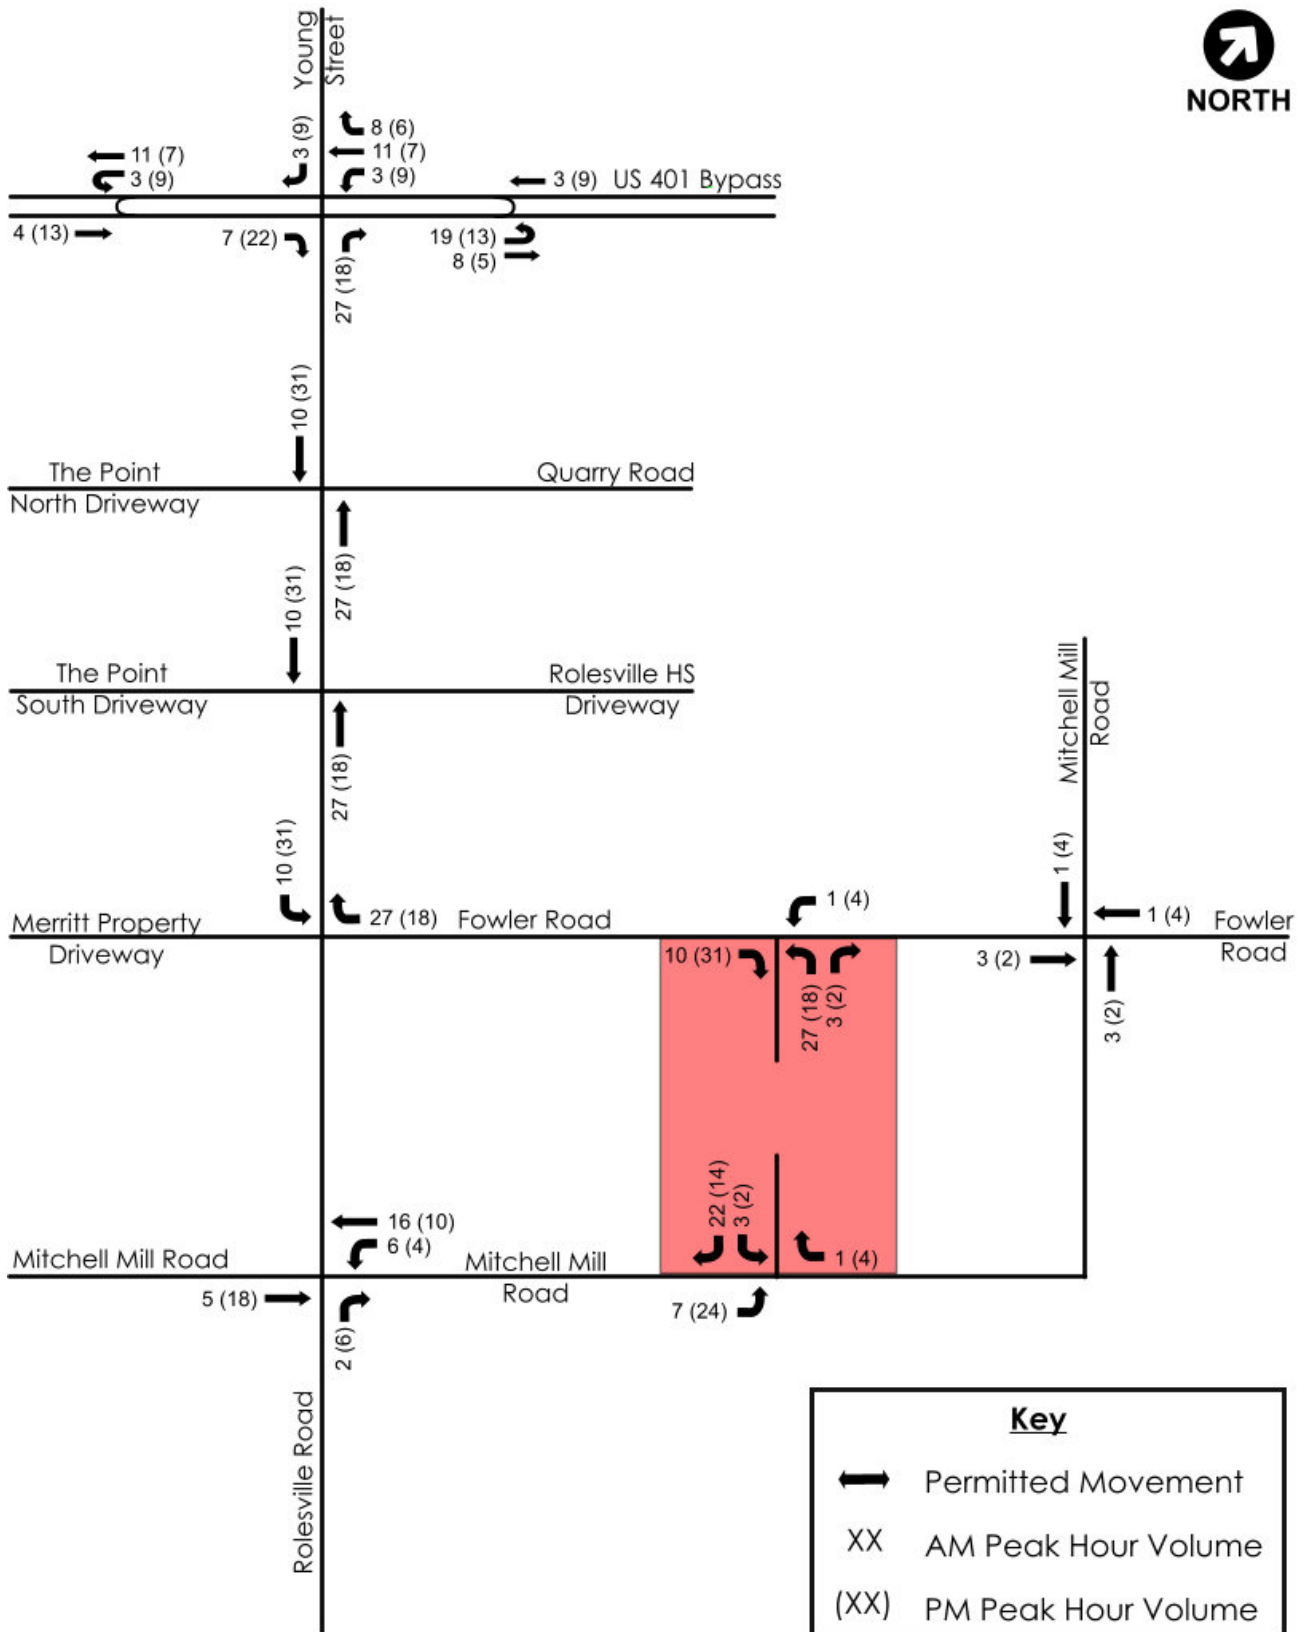 Young
Street
NORTH
8 (6)
11 (7)
3 (9)
3 (9)
11 (7)
3 (9)
3 (9) US 401 Bypass
4 (13)
7 (22)
27 (18)
19 (13)
8 (5)
10 (31)
The Point
North Driveway
Quarry Road
27 (18)
10 (31)
The Point
South Driveway
Rolesville HS
Driveway
27 (18)
Mitchell Mill
Road
10 (31)
27 (18)
Merritt Property
Driveway
Fowler Road
1 (4)
10 (31)
27 (18)
3 (2)
1 (4)
1 (4)
Fowler
Road
3 (2)
3 (2)
22 (14)
3 (2)
1 (4)
7 (24)
16 (10)
6 (4)
Mitchell Mill Road
Mitchell Mill
Road
5 (18)
2 (6)
Rolesville Road
Key
Permitted Movement
XX AM Peak Hour Volume
(XX) PM Peak Hour Volume